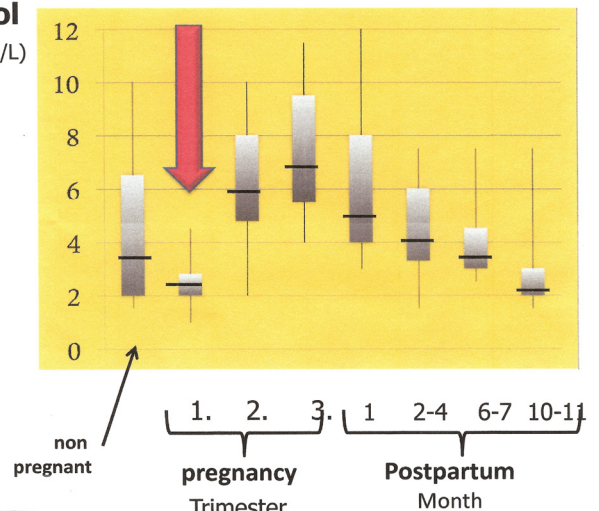 ol
/L)
12
10
8
6
4
2
0
1. 2. 3. 1 2-4 6-7 10-11
non
pregnant
pregnancy
Trimester
Postpartum
Month